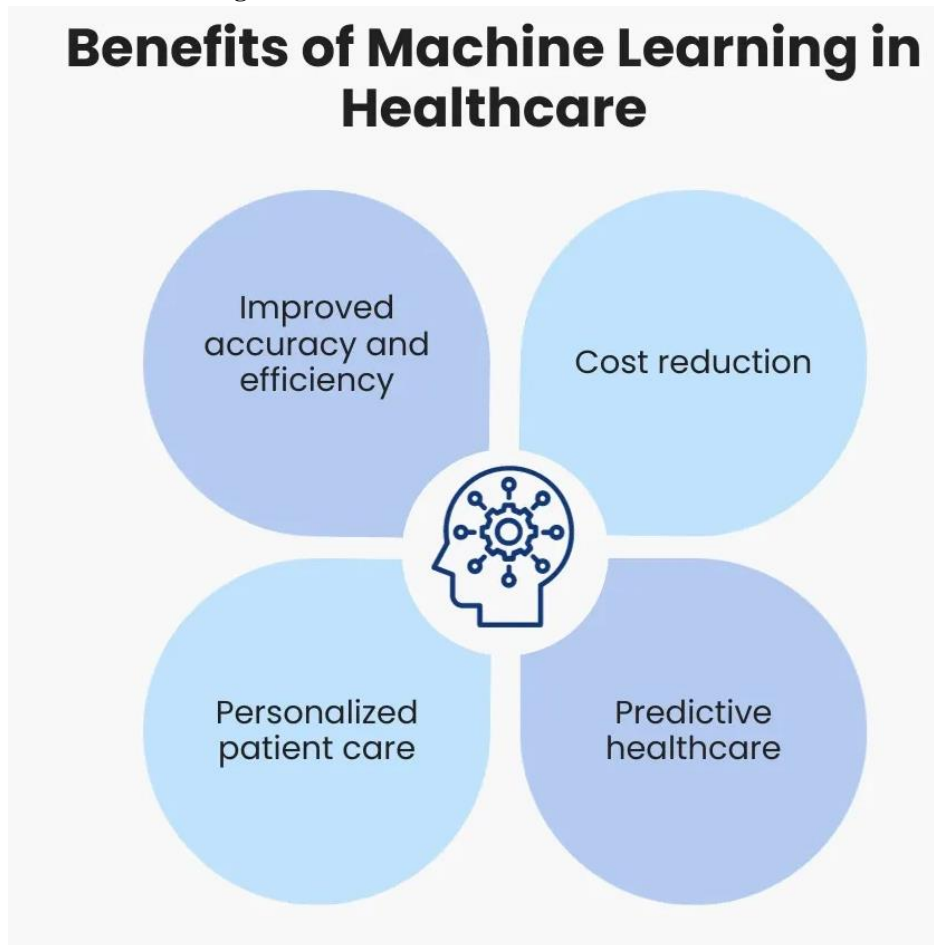 Benefits of Machine Learning in
Healthcare
Improved
accuracy and
efficiency
Cost reduction
Personalized
patient care
Predictive
healthcare